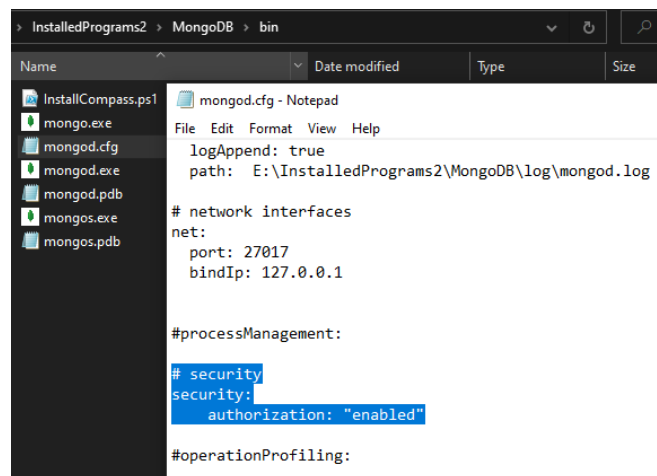 > InstalledPrograms2 > MongoDB > bin
Name Date modified Type Size
InstallCompass.ps1
mongo.exe
mongod.cfg
mongod.exe
mongod.pdb
mongos.exe
mongos.pdb
mongod.cfg - Notepad
File Edit Format View Help
logAppend: true
path: E:\InstalledPrograms2\MongoDB\log\mongod.log
# network interfaces
net:
port: 27017
bindIp: 127.0.0.1
#processManagement:
# security
security:
authorization: "enabled"
#operationProfiling: